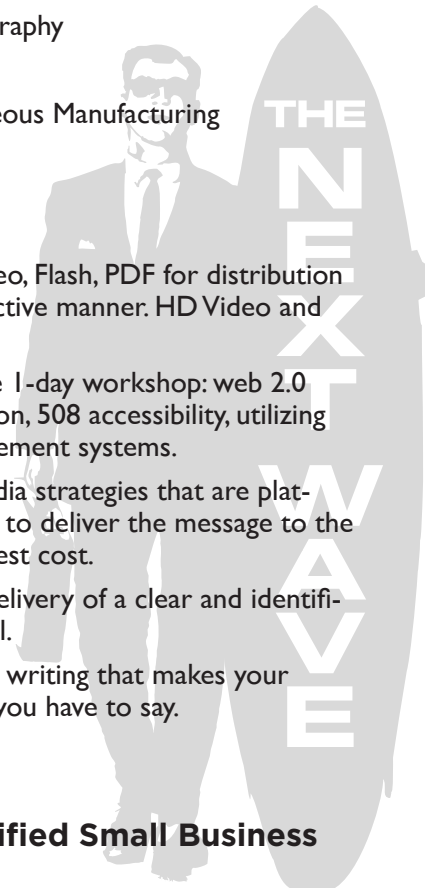 raphy
eous Manufacturing
eo, Flash, PDF for distribution
ctive manner. HD Video and
e 1-day workshop: web 2.0
on, 508 accessibility, utilizing
ement systems.
dia strategies that are plat-
to deliver the message to the
est cost.
elivery of a clear and identifi-
l.
writing that makes your
you have to say.
ified Small Business
THE
NEXT
WAVE